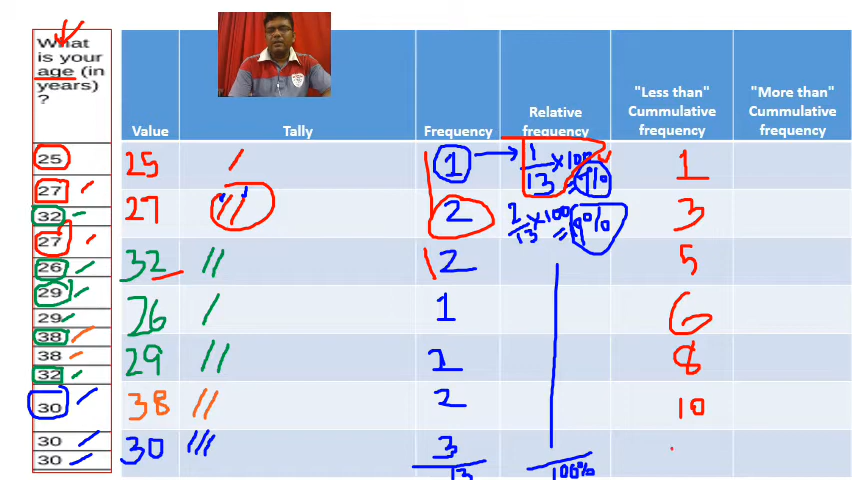 What is your age (in years) ?
Value
Tally
Frequency
Relative frequency
"Less than" Cummulative frequency
"More than" Cummulative frequency
25
27
32
27
26
29
29
38
38
32
30
30
30
25 / 1 1/13 × 100 = % 1
27 // 2 2/13 × 100 = % 3
32 // 2 5
26 / 1 6
29 // 2 8
38 // 2 10
30 /// 3
13 100%